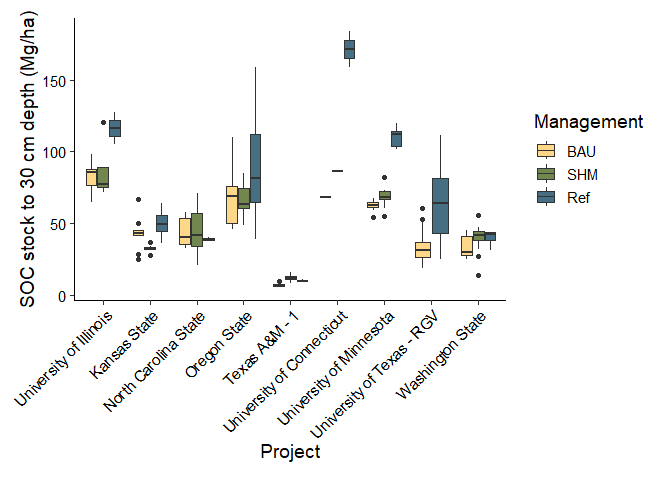 SOC stock to 30 cm depth (Mg/ha)
150
100
50
0
University of Illinois
Kansas State
North Carolina State
Oregon State
Texas A&M - 1
University of Connecticut
University of Minnesota
University of Texas - RGV
Washington State
Project
Management
BAU
SHM
Ref